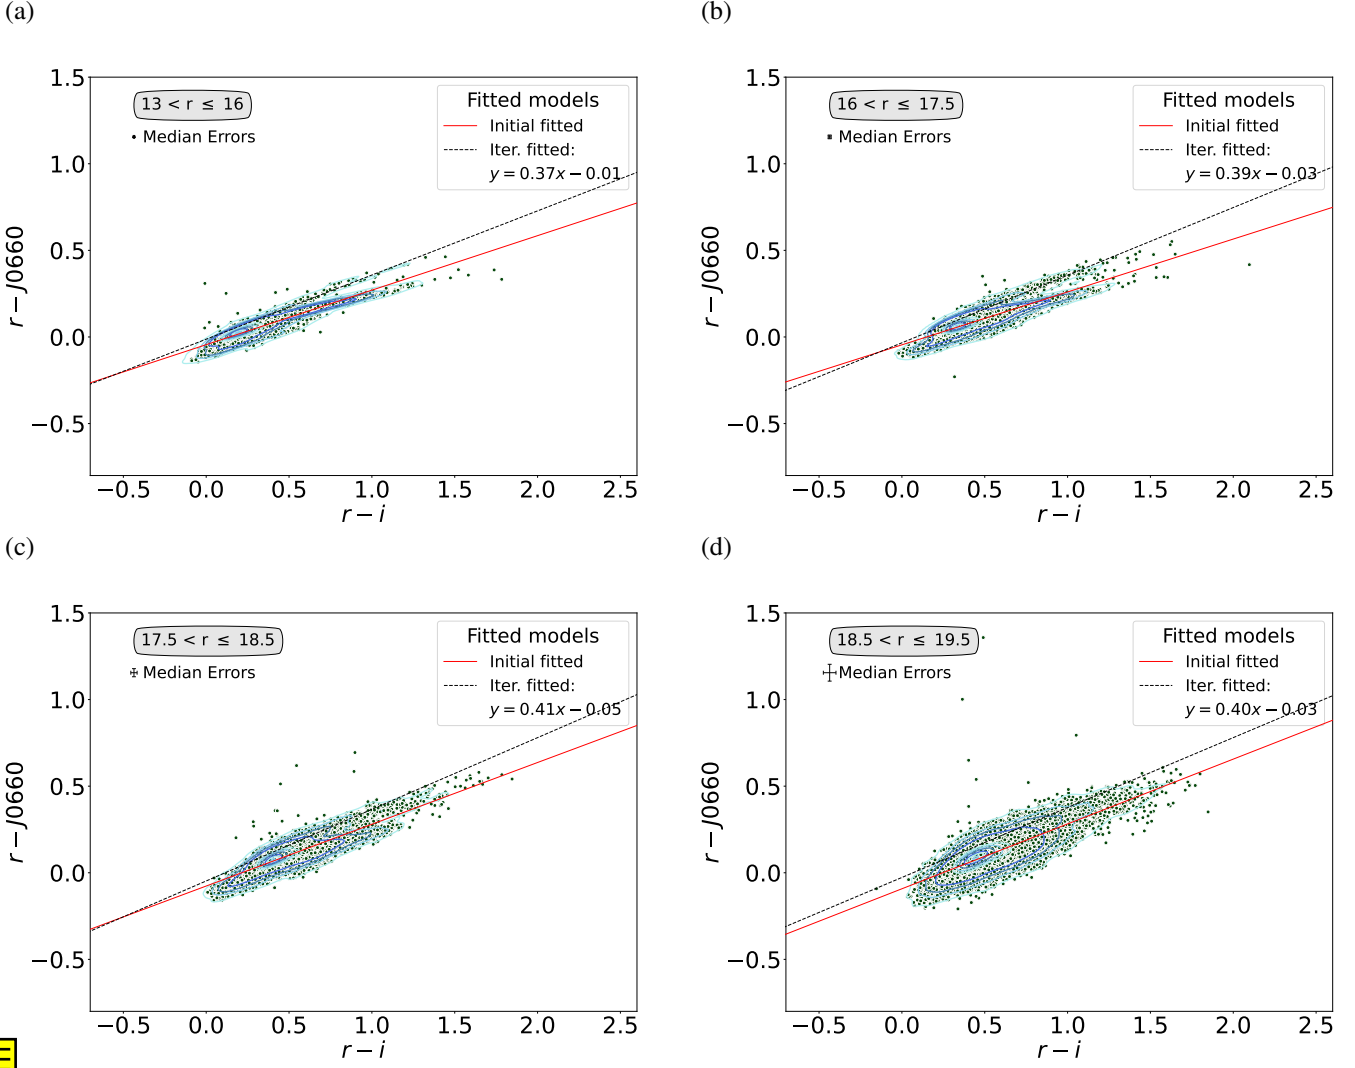 (a)
13 < r ≤ 16
Median Errors
Fitted models
Initial fitted
Iter. fitted:
y = 0.37x − 0.01
1.5
1.0
0.5
0.0
−0.5
r − J0660
−0.5 0.0 0.5 1.0 1.5 2.0 2.5
r − i
(b)
16 < r ≤ 17.5
Median Errors
Fitted models
Initial fitted
Iter. fitted:
y = 0.39x − 0.03
1.5
1.0
0.5
0.0
−0.5
r − J0660
−0.5 0.0 0.5 1.0 1.5 2.0 2.5
r − i
(c)
17.5 < r ≤ 18.5
Median Errors
Fitted models
Initial fitted
Iter. fitted:
y = 0.41x − 0.05
1.5
1.0
0.5
0.0
−0.5
r − J0660
−0.5 0.0 0.5 1.0 1.5 2.0 2.5
r − i
(d)
18.5 < r ≤ 19.5
Median Errors
Fitted models
Initial fitted
Iter. fitted:
y = 0.40x − 0.03
1.5
1.0
0.5
0.0
−0.5
r − J0660
−0.5 0.0 0.5 1.0 1.5 2.0 2.5
r − i